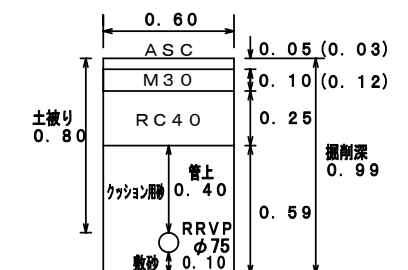 0.60
ASC
0.05(0.03)
M30
0.10(0.12)
RC40
0.25
土被り
0.80
掘削深
0.99
管上
クッション用砂
0.40
0.59
RRVP
φ75
敷砂
0.10